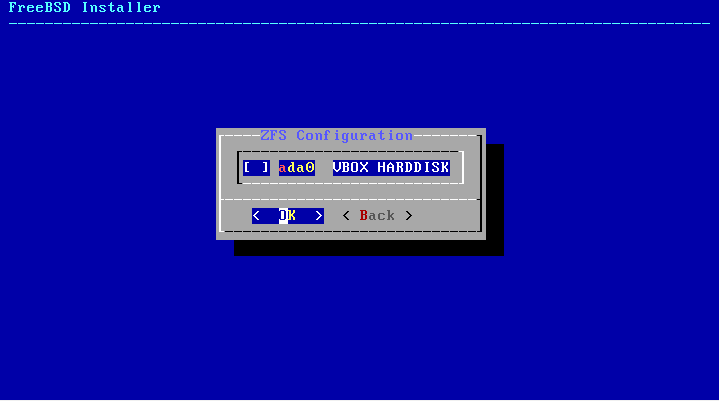 FreeBSD Installer
ZFS Configuration
[ ] ada0 VBOX HARDDISK
< OK > < Back >